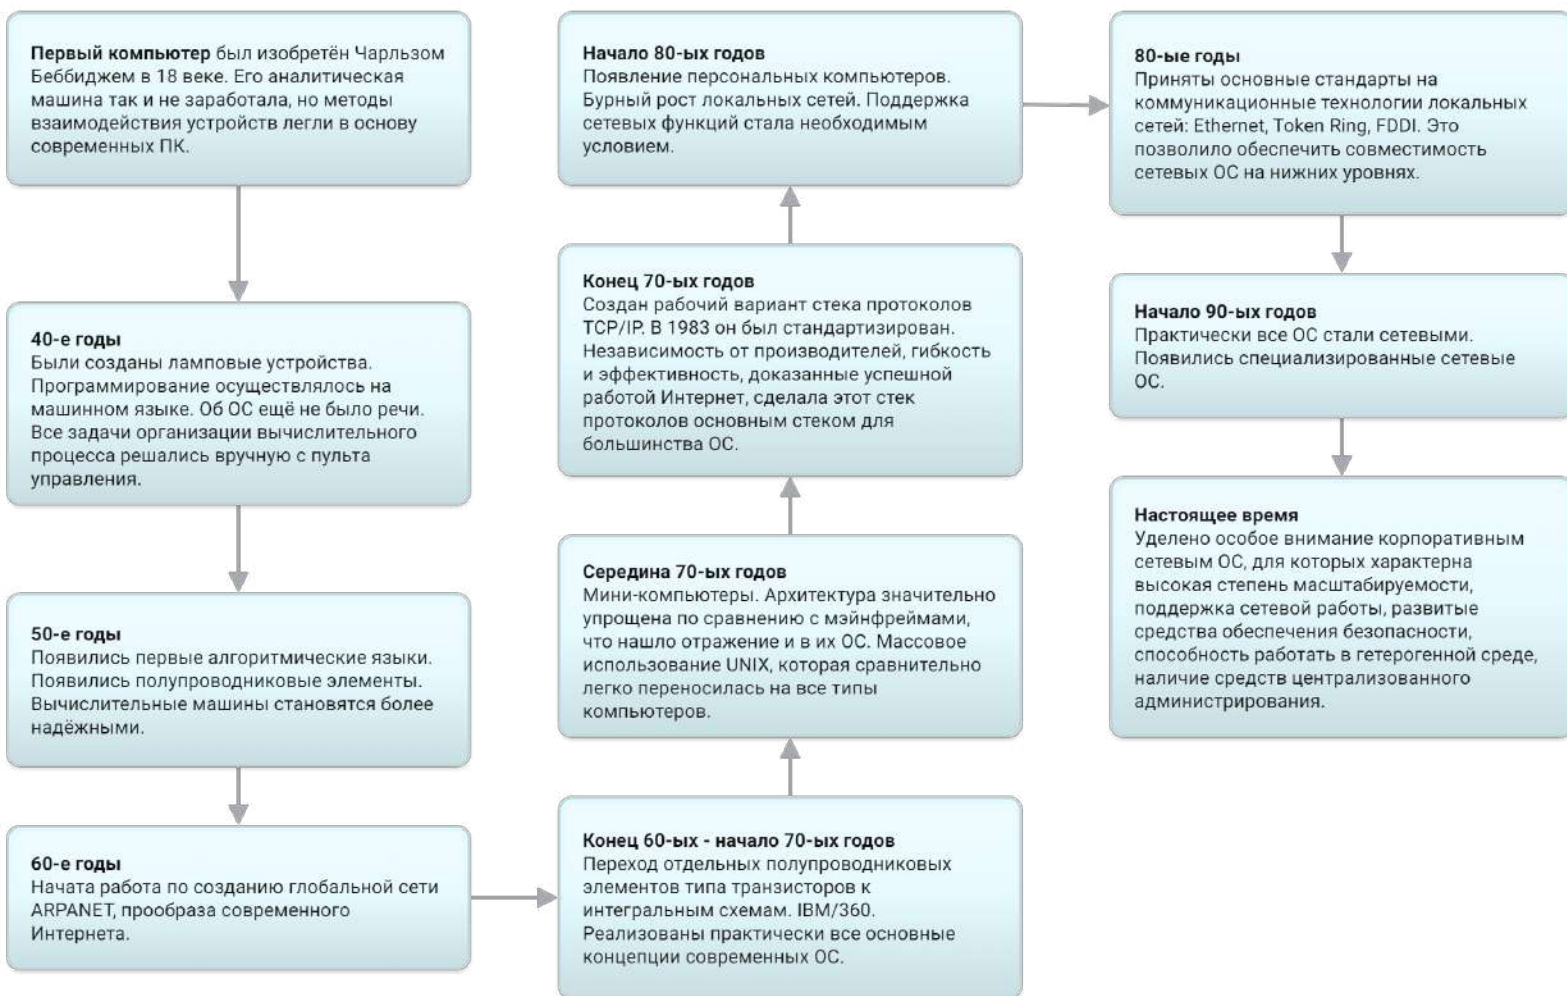 Первый компьютер был изобретён Чарльзом
Беббиджем в 18 веке. Его аналитическая
машина так и не заработала, но методы
взаимодействия устройств легли в основу
современных ПК.
40-е годы
Были созданы ламповые устройства.
Программирование осуществлялось на
машинном языке. Об ОС ещё не было речи.
Все задачи организации вычислительного
процесса решались вручную с пульта
управления.
50-е годы
Появились первые алгоритмические языки.
Появились полупроводниковые элементы.
Вычислительные машины становятся более
надёжными.
60-е годы
Начата работа по созданию глобальной сети
ARPANET, прообраза современного
Интернета.
Конец 60-ых - начало 70-ых годов
Переход отдельных полупроводниковых
элементов типа транзисторов к
интегральным схемам. IBM/360.
Реализованы практически все основные
концепции современных ОС.
Середина 70-ых годов
Мини-компьютеры. Архитектура значительно
упрощена по сравнению с мэйнфреймами,
что нашло отражение и в их ОС. Массовое
использование UNIX, которая сравнительно
легко переносилась на все типы
компьютеров.
Конец 70-ых годов
Создан рабочий вариант стека протоколов
TCP/IP. В 1983 он был стандартизирован.
Независимость от производителей, гибкость
и эффективность, доказанные успешной
работой Интернет, сделала этот стек
протоколов основным стеком для
большинства ОС.
Начало 80-ых годов
Появление персональных компьютеров.
Бурный рост локальных сетей. Поддержка
сетевых функций стала необходимым
условием.
80-ые годы
Приняты основные стандарты на
коммуникационные технологии локальных
сетей: Ethernet, Token Ring, FDDI. Это
позволило обеспечить совместимость
сетевых ОС на нижних уровнях.
Начало 90-ых годов
Практически все ОС стали сетевыми.
Появились специализированные сетевые
ОС.
Настоящее время
Уделено особое внимание корпоративным
сетевым ОС, для которых характерна
высокая степень масштабируемости,
поддержка сетевой работы, развитые
средства обеспечения безопасности,
способность работать в гетерогенной среде,
наличие средств централизованного
администрирования.